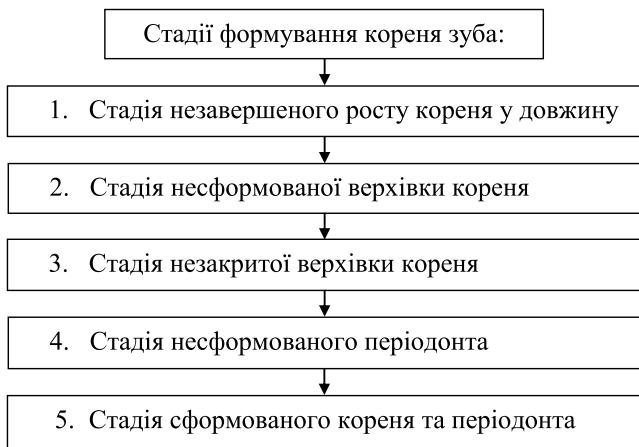 Стадії формування кореня зуба:
1. Стадія незавершеного росту кореня у довжину
2. Стадія несформованої верхівки кореня
3. Стадія незакритої верхівки кореня
4. Стадія несформованого періодонта
5. Стадія сформованого кореня та періодонта